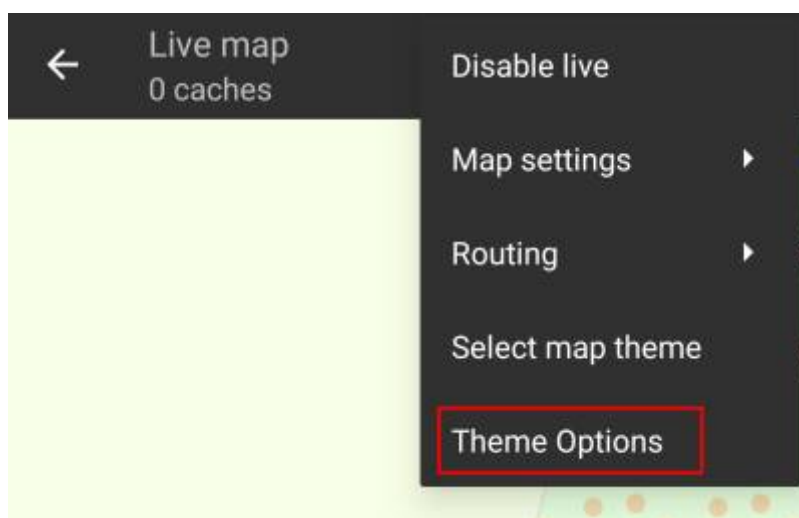 Live map
0 caches
Disable live
Map settings
Routing
Select map theme
Theme Options